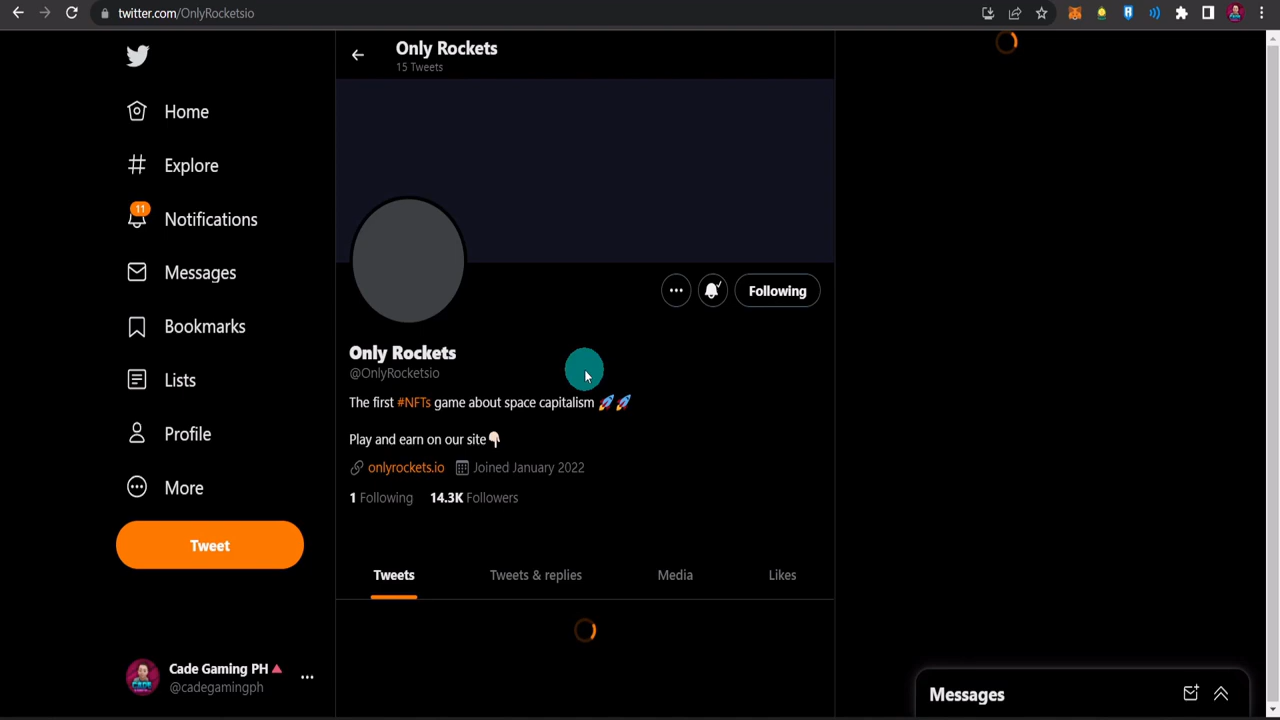 twitter.com/OnlyRocketsio
Only Rockets
15 Tweets
Home
Explore
11
Notifications
Messages
Bookmarks
Lists
Profile
More
Tweet
Following
Only Rockets
@OnlyRocketsio
The first #NFTs game about space capitalism 🚀🚀
Play and earn on our site👇🏻
onlyrockets.io Joined January 2022
1 Following 14.3K Followers
Tweets Tweets & replies Media Likes
Cade Gaming PH🔺
@cadegamingph
Messages